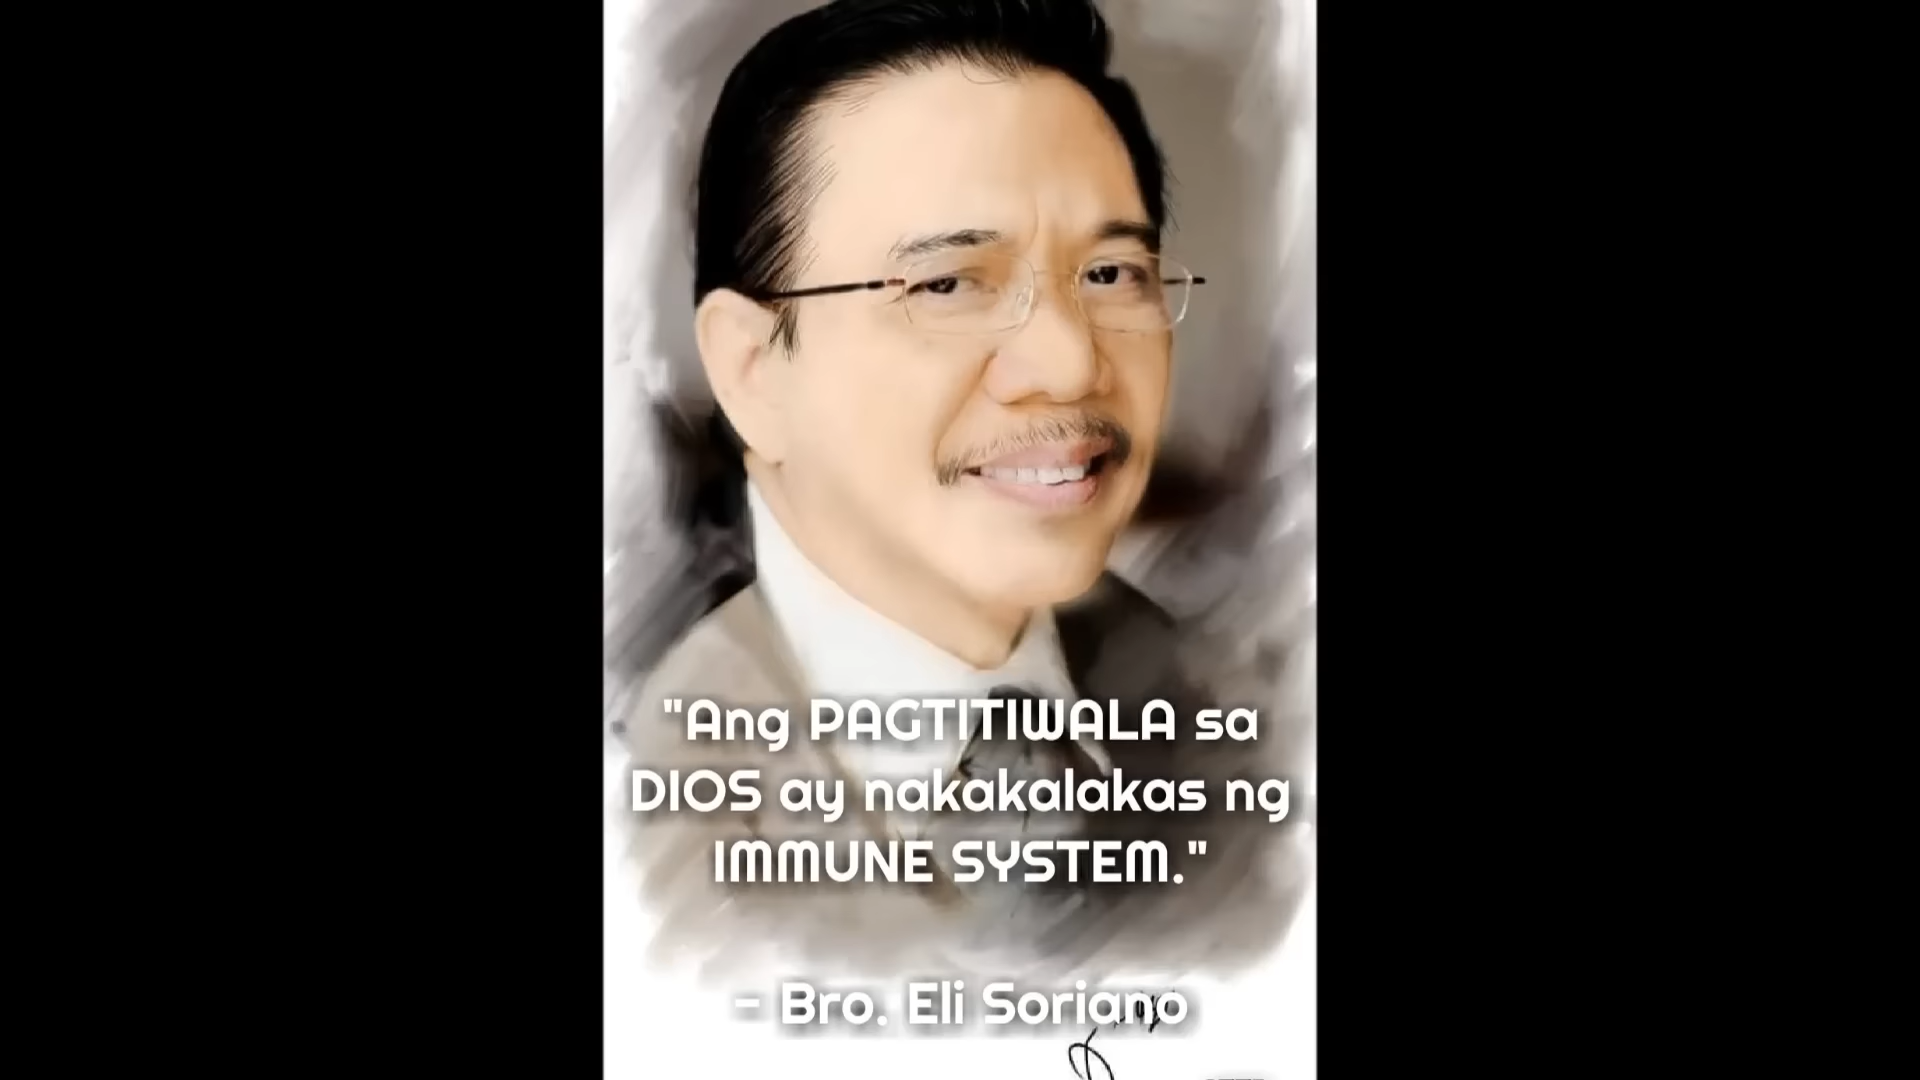 "Ang PAGTITIWALA sa
DIOS ay nakakalakas ng
IMMUNE SYSTEM."
- Bro. Eli Soriano